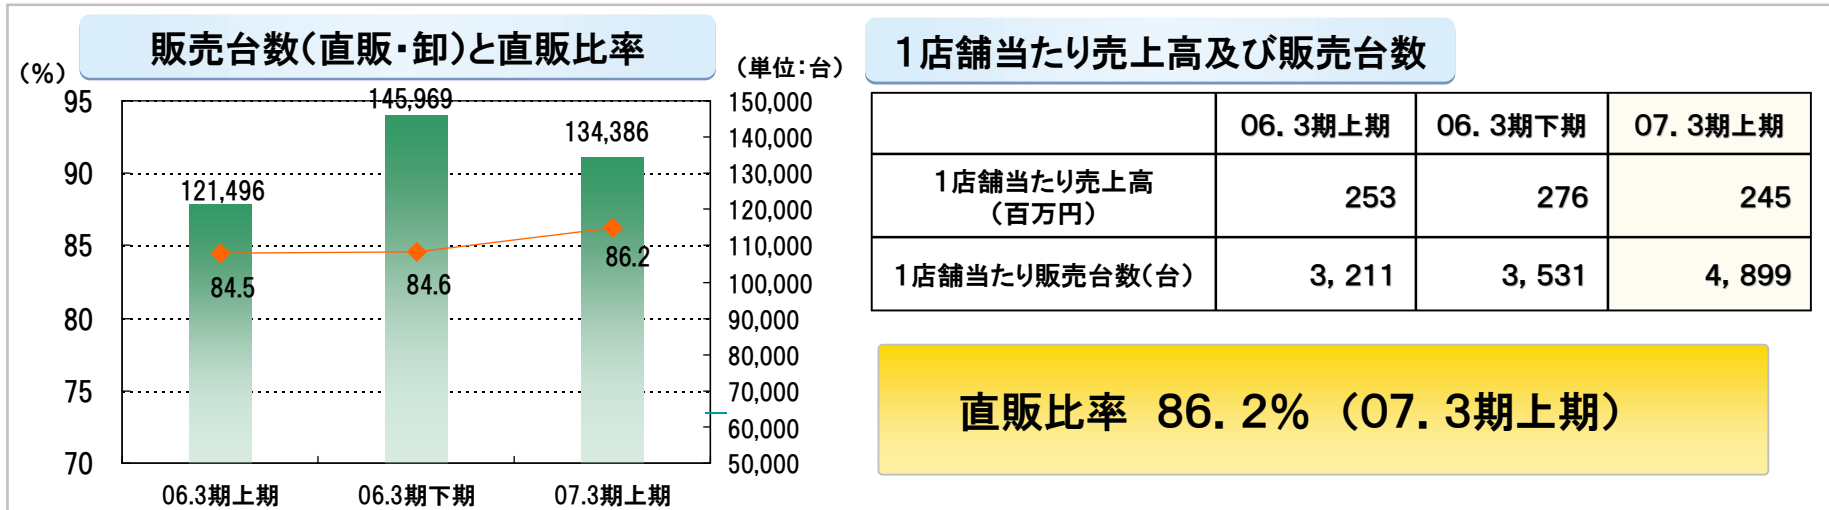 販売台数（直販・卸）と直販比率
（%）
（単位：台）
95
90
85
80
75
70
150,000
140,000
130,000
120,000
110,000
100,000
90,000
80,000
70,000
60,000
50,000
121,496
145,969
134,386
84.5
84.6
86.2
06.3期上期
06.3期下期
07.3期上期
１店舗当たり売上高及び販売台数
06．3期上期 06．3期下期 07．3期上期
１店舗当たり売上高
（百万円）
253 276 245
１店舗当たり販売台数（台） 3，211 3，531 4，899
直販比率 86．2％（07．3期上期）